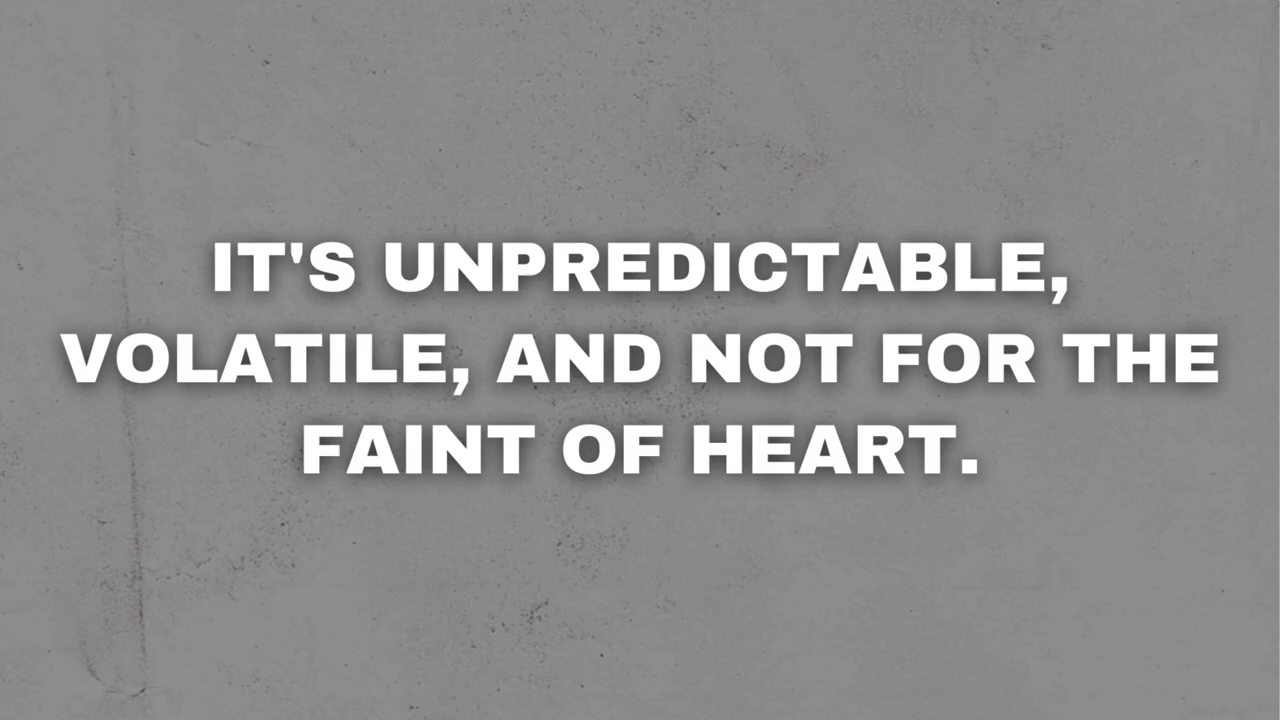 IT'S UNPREDICTABLE,
VOLATILE, AND NOT FOR THE
FAINT OF HEART.